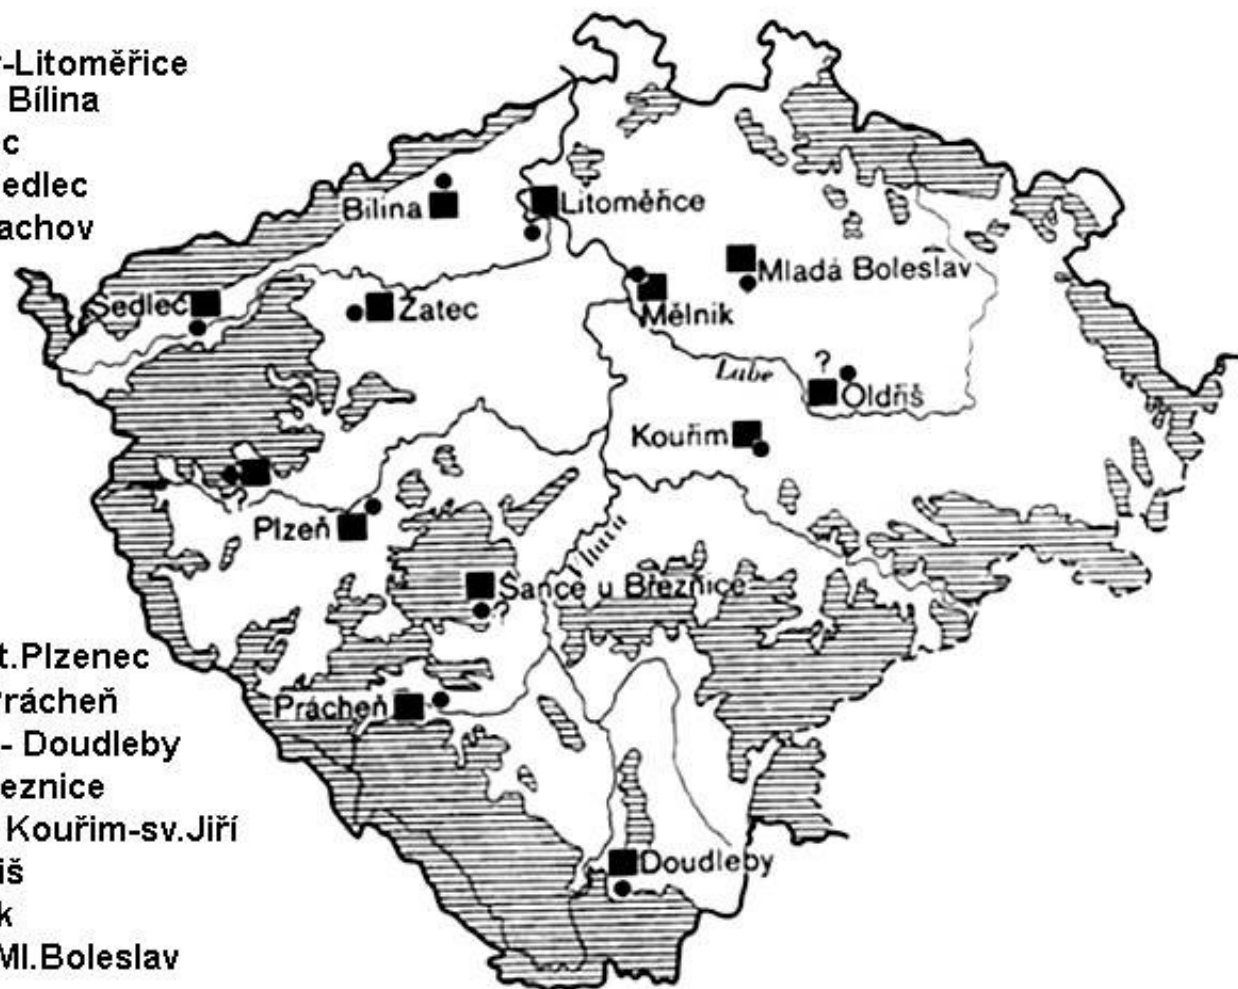 -Litoměřice
Bílina
c
edlec
achov
Bílina
Litoměřice
Mladá Boleslav
Mělník
Sedlec
Žatec
Labe
?
Oldřiš
Kouřim
?
Plzeň
Šance u Březnice
?
t.Plzenec
Prácheň
Prácheň
- Doudleby
eznice
Kouřim-sv.Jiří
iš
Doudleby
k
Ml.Boleslav